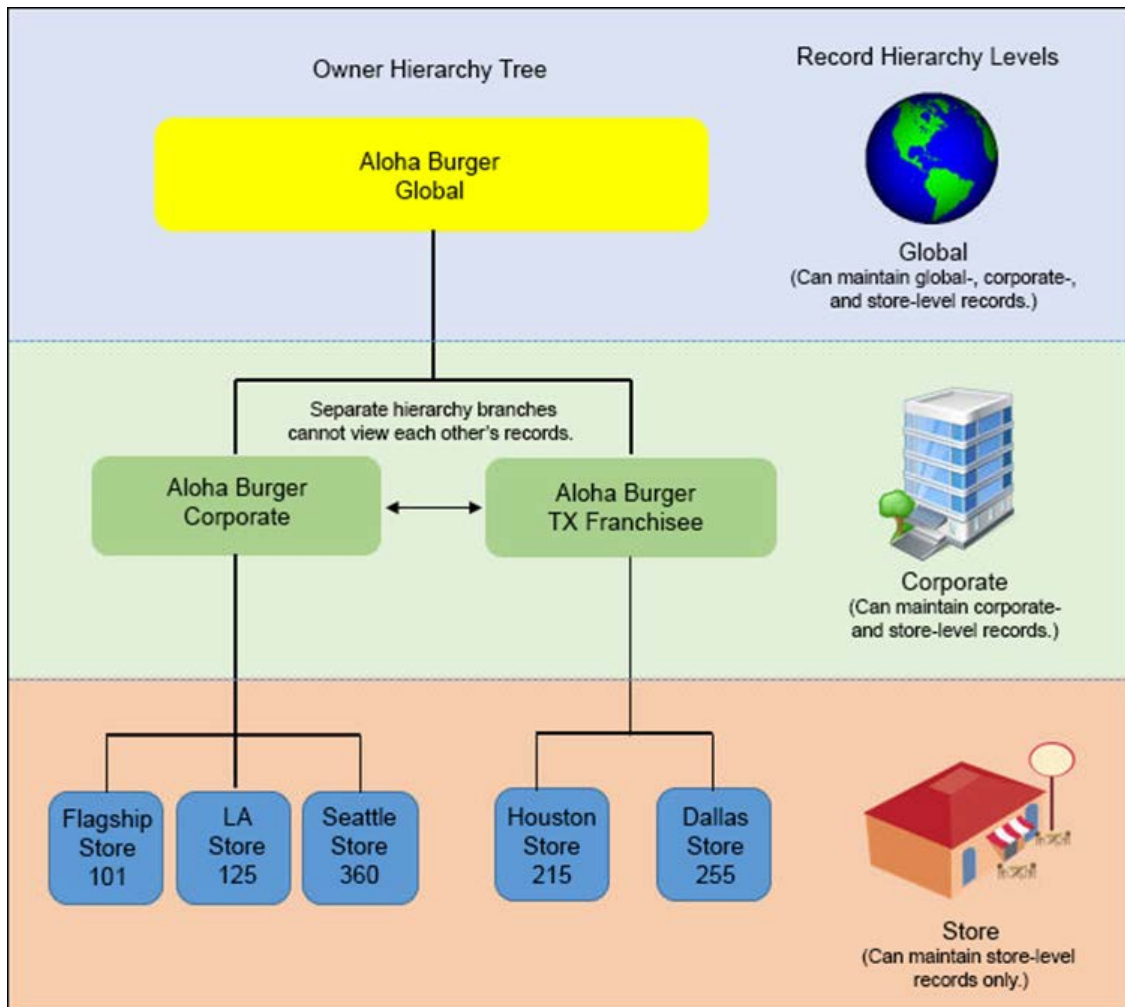 Owner Hierarchy Tree
Record Hierarchy Levels
Aloha Burger
Global
Global
(Can maintain global-, corporate-,
and store-level records.)
Separate hierarchy branches
cannot view each other's records.
Aloha Burger
Corporate
Aloha Burger
TX Franchisee
Corporate
(Can maintain corporate-
and store-level records.)
Flagship
Store
101
LA
Store
125
Seattle
Store
360
Houston
Store
215
Dallas
Store
255
Store
(Can maintain store-level
records only.)